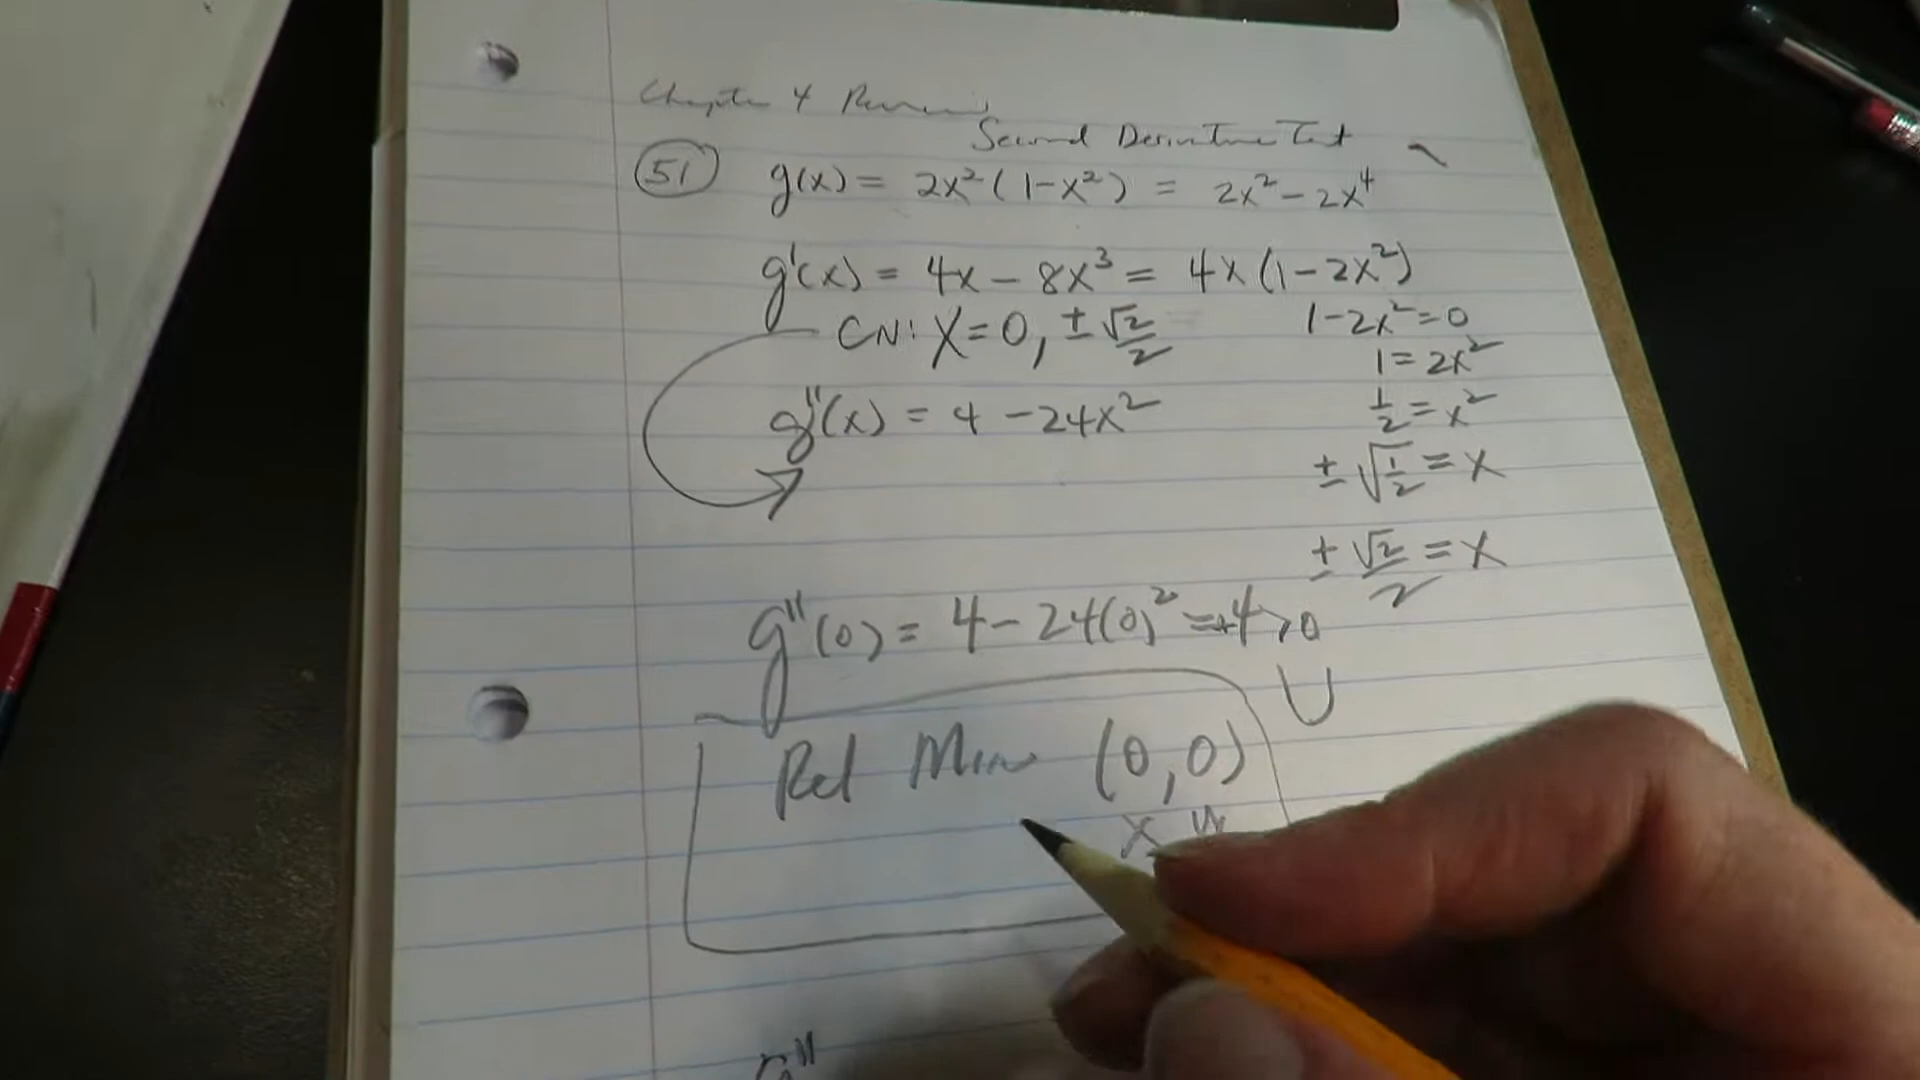 Chapter 4 Review
Second Derivative Test
51 g(x) = 2x²(1-x²) = 2x² - 2x⁴
g'(x) = 4x - 8x³ = 4x(1-2x²)
CN: X=0, ±√2/2
1-2x²=0
1=2x²
1/2=x²
±√(1/2)=x
±√2/2=x
g''(x) = 4 - 24x²
g''(0) = 4-24(0)² = +4>0
∪
Rel Min (0,0)
x y
g''